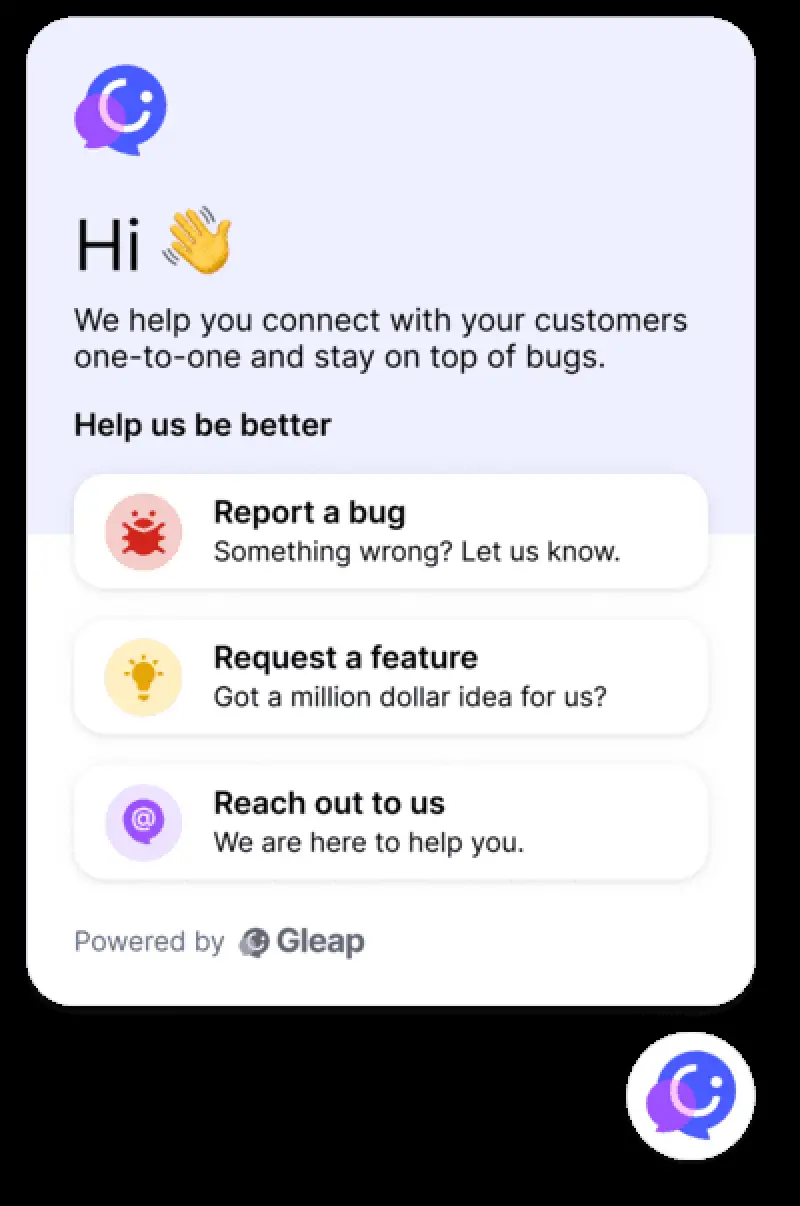 Hi 👋
We help you connect with your customers
one-to-one and stay on top of bugs.
Help us be better
Report a bug
Something wrong? Let us know.
Request a feature
Got a million dollar idea for us?
@
Reach out to us
We are here to help you.
Powered by Gleap